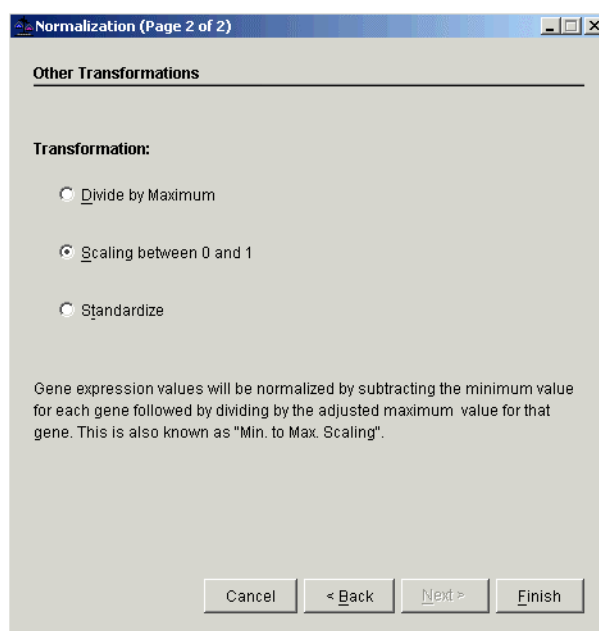 Normalization (Page 2 of 2)
Other Transformations
Transformation:
Divide by Maximum
Scaling between 0 and 1
Standardize
Gene expression values will be normalized by subtracting the minimum value
for each gene followed by dividing by the adjusted maximum value for that
gene. This is also known as "Min. to Max. Scaling".
Cancel < Back Next > Finish